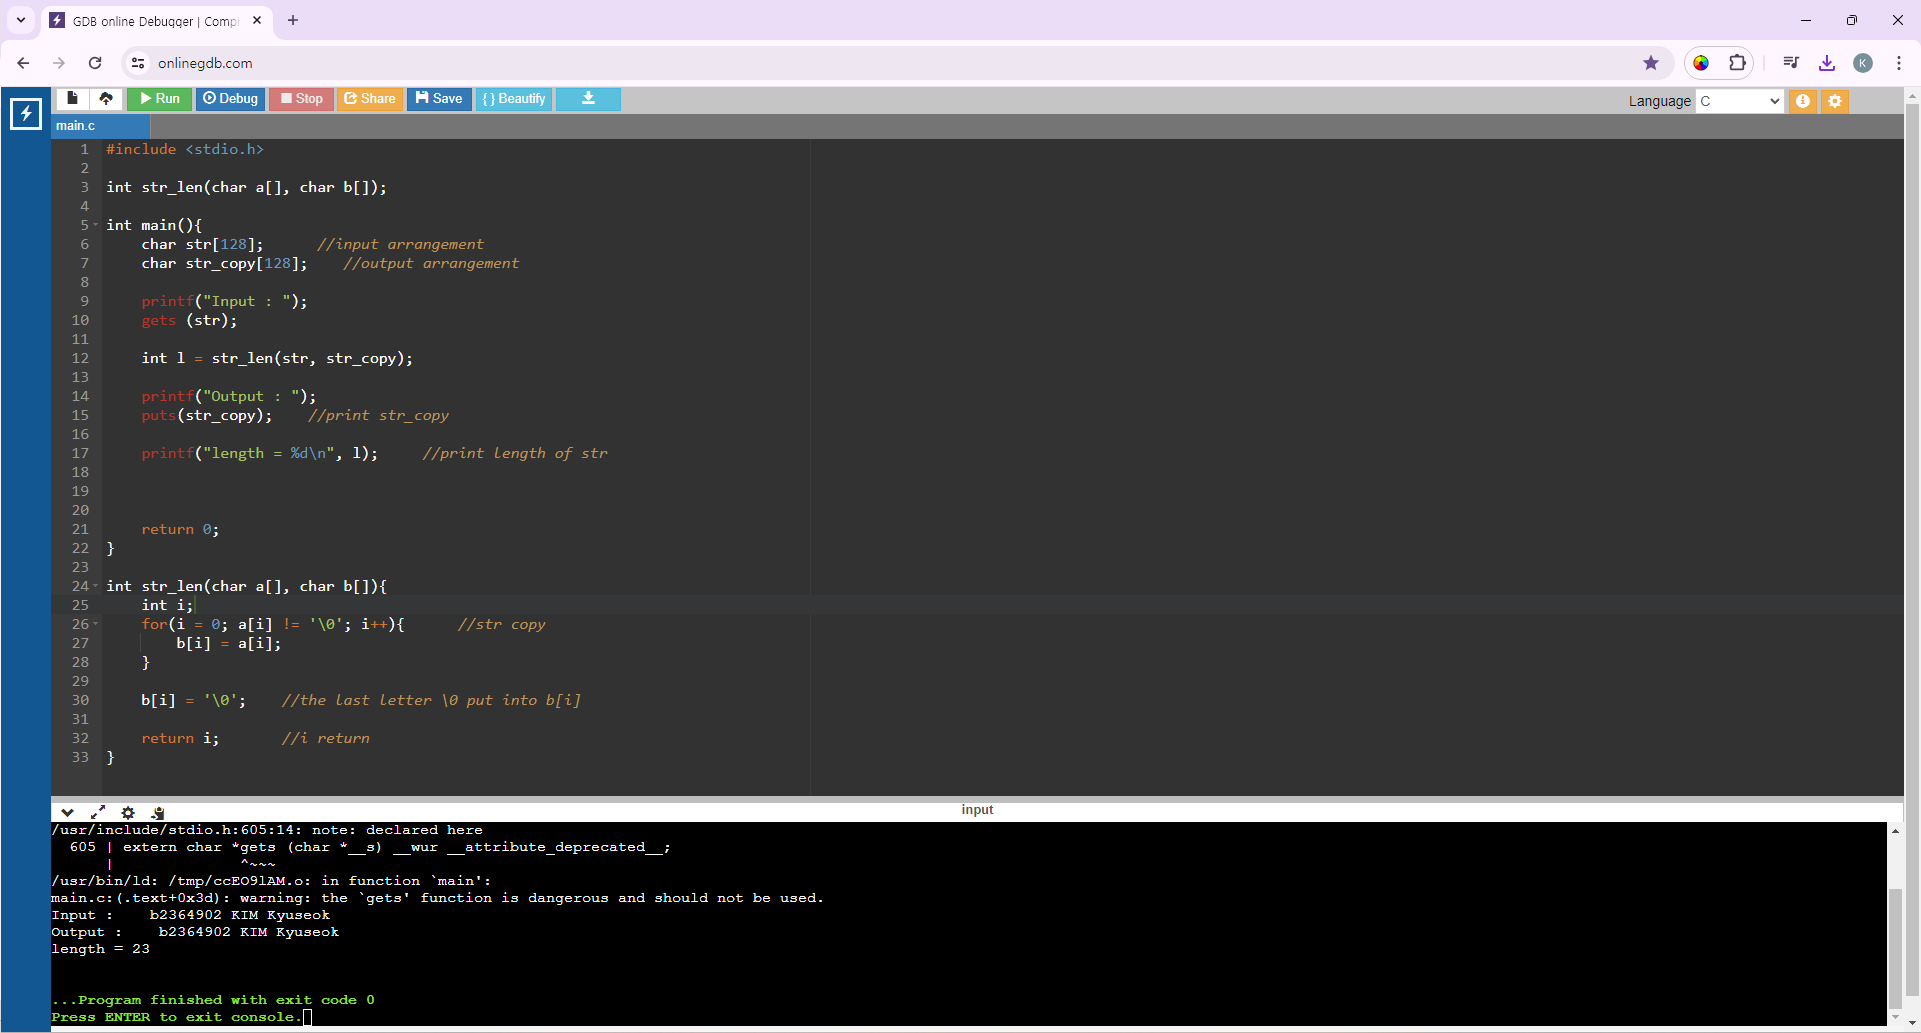 GDB online Debugger | Compi
onlinegdb.com
K
Run Debug Stop Share Save { } Beautify
Language C
main.c
1 #include <stdio.h>
2
3 int str_len(char a[], char b[]);
4
5 int main(){
6     char str[128];      //input arrangement
7     char str_copy[128];    //output arrangement
8
9     printf("Input : ");
10     gets (str);
11
12     int l = str_len(str, str_copy);
13
14     printf("Output : ");
15     puts(str_copy);    //print str_copy
16
17     printf("length = %d\n", l);     //print length of str
18
19
20
21     return 0;
22 }
23
24 int str_len(char a[], char b[]){
25     int i;
26     for(i = 0; a[i] != '\0'; i++){      //str copy
27         b[i] = a[i];
28     }
29
30     b[i] = '\0';    //the last letter \0 put into b[i]
31
32     return i;       //i return
33 }
input
/usr/include/stdio.h:605:14: note: declared here
  605 | extern char *gets (char *__s) __wur __attribute_deprecated__;
      |              ^~~~
/usr/bin/ld: /tmp/ccEO9lAM.o: in function `main':
main.c:(.text+0x3d): warning: the `gets' function is dangerous and should not be used.
Input :    b2364902 KIM Kyuseok
Output :    b2364902 KIM Kyuseok
length = 23
...Program finished with exit code 0
Press ENTER to exit console.